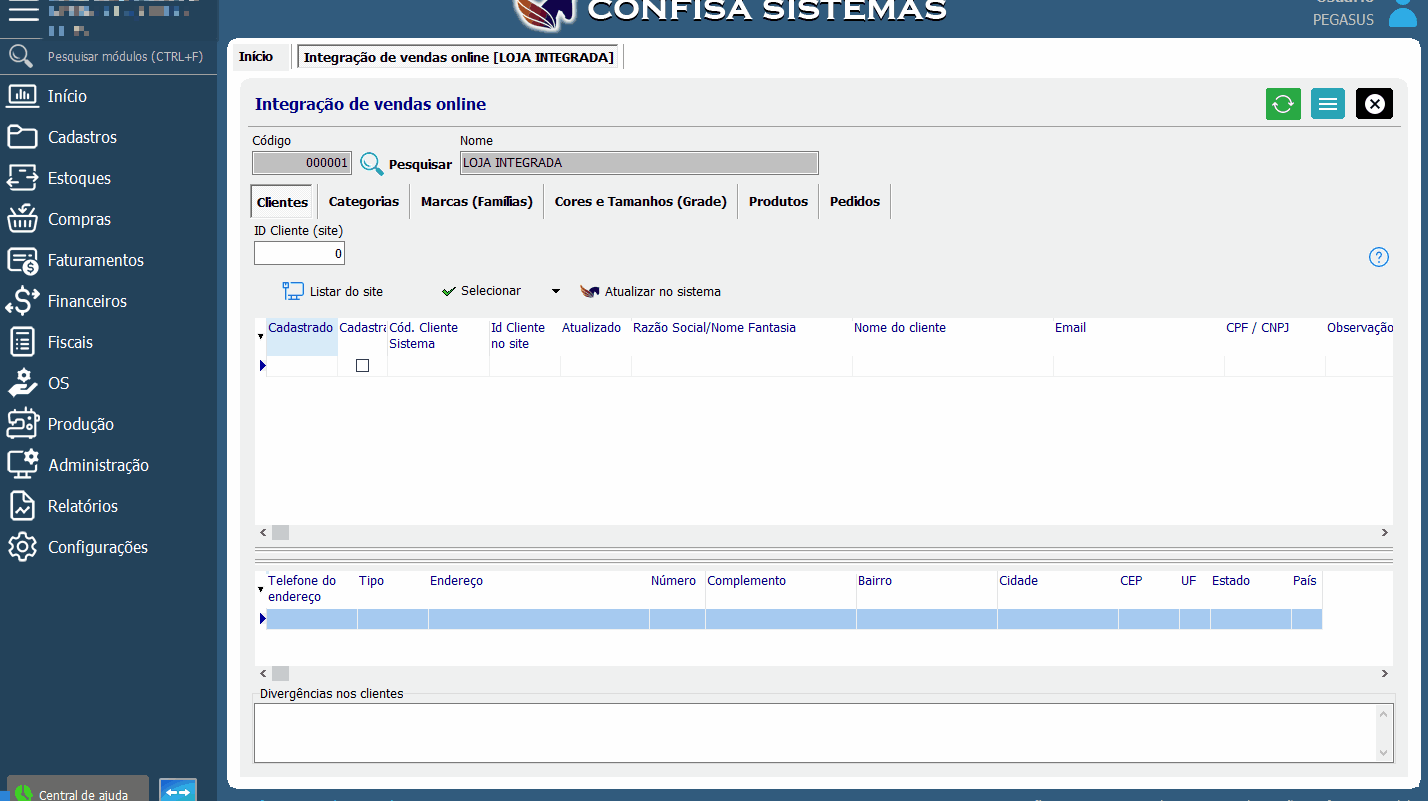 CONFISA SISTEMAS
Usuário
PEGASUS
Pesquisar módulos (CTRL+F)
Início
Cadastros
Estoques
Compras
Faturamentos
Financeiros
Fiscais
OS
Produção
Administração
Relatórios
Configurações
Central de ajuda
Início
Integração de vendas online [LOJA INTEGRADA]
Integração de vendas online
Código
Nome
000001
Pesquisar
LOJA INTEGRADA
Clientes
Categorias
Marcas (Famílias)
Cores e Tamanhos (Grade)
Produtos
Pedidos
ID Cliente (site)
0
?
Listar do site
Selecionar
Atualizar no sistema
Cadastrado
Cadastra
Cód. Cliente
Sistema
Id Cliente
no site
Atualizado
Razão Social/Nome Fantasia
Nome do cliente
Email
CPF / CNPJ
Observação
Telefone do
endereço
Tipo
Endereço
Número
Complemento
Bairro
Cidade
CEP
UF
Estado
País
Divergências nos clientes